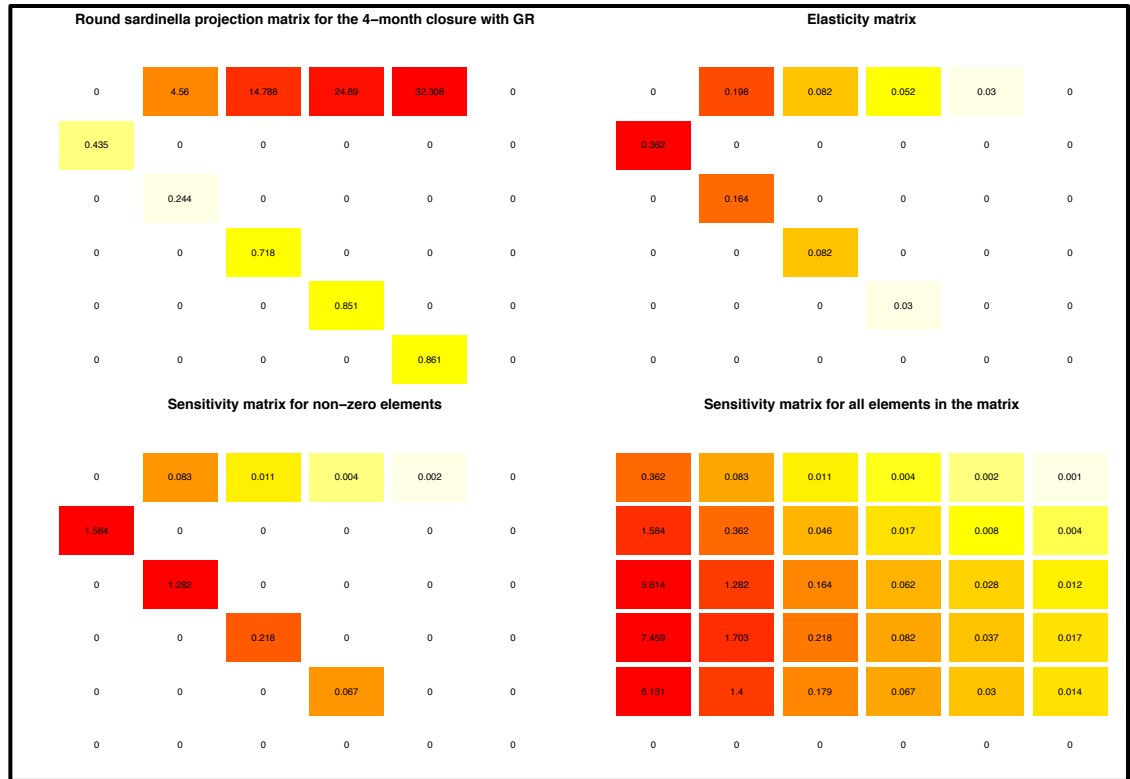 Round sardinella projection matrix for the 4−month closure with GR
0 4.56 14.788 24.69 32.308 0
0.435 0 0 0 0 0
0 0.244 0 0 0 0
0 0 0.718 0 0 0
0 0 0 0.851 0 0
0 0 0 0 0.861 0
Elasticity matrix
0 0.198 0.082 0.052 0.03 0
0.362 0 0 0 0 0
0 0.164 0 0 0 0
0 0 0.082 0 0 0
0 0 0 0.03 0 0
0 0 0 0 0 0
Sensitivity matrix for non−zero elements
0 0.083 0.011 0.004 0.002 0
1.584 0 0 0 0 0
0 1.282 0 0 0 0
0 0 0.218 0 0 0
0 0 0 0.067 0 0
0 0 0 0 0 0
Sensitivity matrix for all elements in the matrix
0.362 0.083 0.011 0.004 0.002 0.001
1.584 0.362 0.046 0.017 0.008 0.004
5.614 1.282 0.164 0.062 0.028 0.012
7.459 1.703 0.218 0.082 0.037 0.017
6.131 1.4 0.179 0.067 0.03 0.014
0 0 0 0 0 0